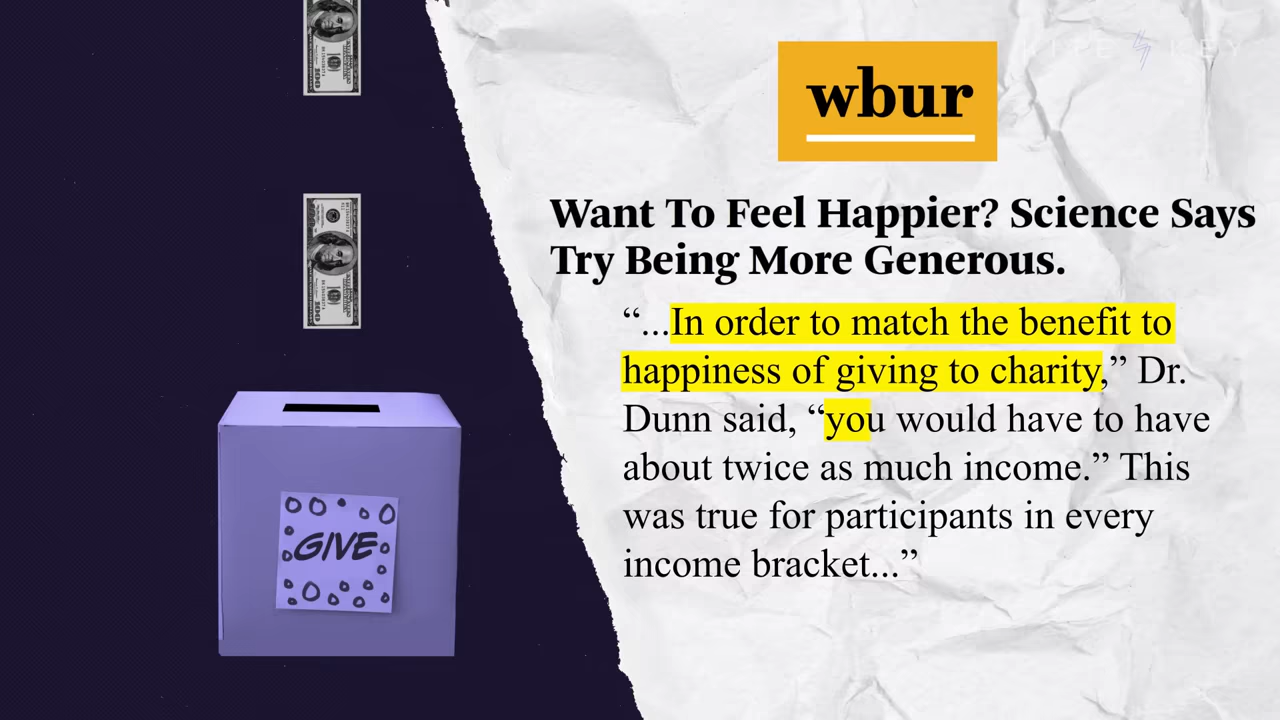 wbur
Want To Feel Happier? Science Says
Try Being More Generous.
“...In order to match the benefit to
happiness of giving to charity,” Dr.
Dunn said, “you would have to have
about twice as much income.” This
was true for participants in every
income bracket...”
GIVE
100
100